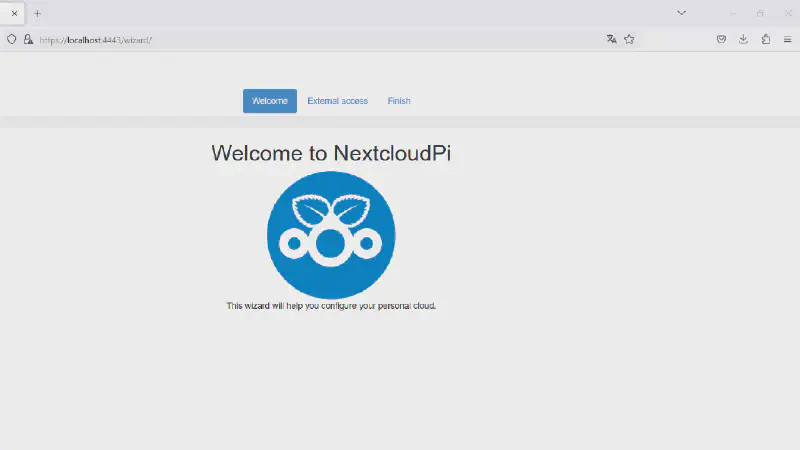 https://localhost:4443/wizard/
Welcome
External access
Finish
Welcome to NextcloudPi
This wizard will help you configure your personal cloud.